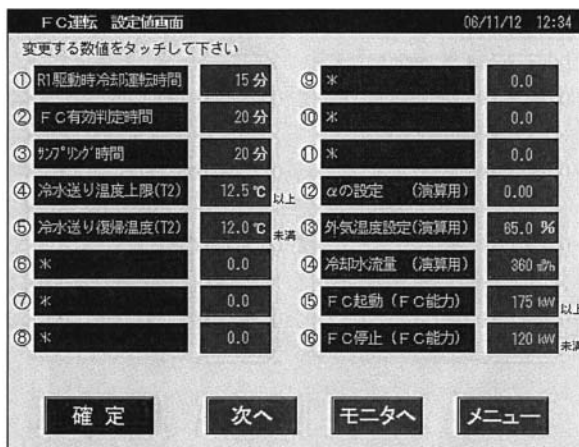 FC運転 設定値画面 06/11/12 12:34
変更する数値をタッチして下さい
① R1駆動時冷却運転時間 15 分
② FC有効判定時間 20 分
③ ｻﾝﾌﾟﾘﾝｸﾞ時間 20 分
④ 冷水送り温度上限(T2) 12.5 ℃ 以上
⑤ 冷水送り復帰温度(T2) 12.0 ℃ 未満
⑥ ＊ 0.0
⑦ ＊ 0.0
⑧ ＊ 0.0
⑨ ＊ 0.0
⑩ ＊ 0.0
⑪ ＊ 0.0
⑫ αの設定 (演算用) 0.00
⑬ 外気湿度設定(演算用) 65.0 %
⑭ 冷却水流量 (演算用) 360 ㎥/h
⑮ FC起動(FC能力) 175 kW 以上
⑯ FC停止(FC能力) 120 kW 未満
確定 次へ モニタへ メニュー